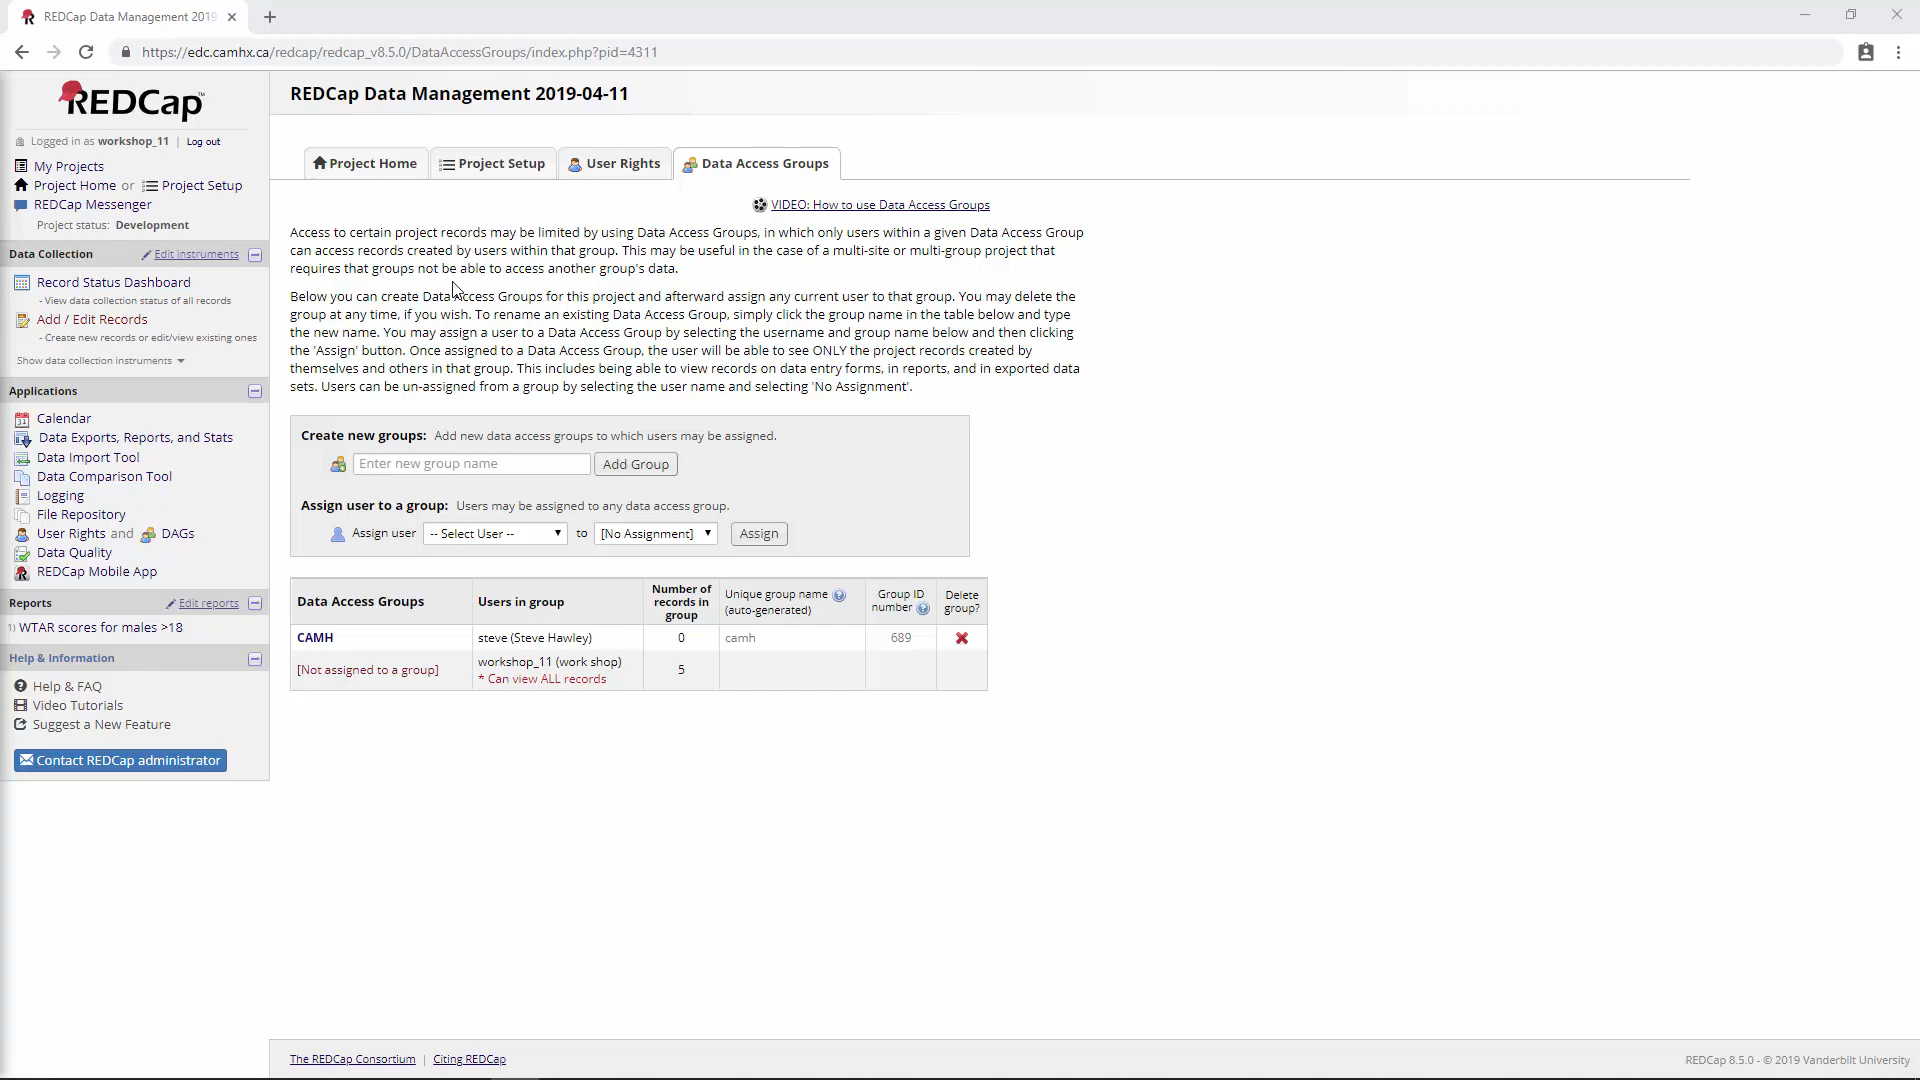 REDCap Data Management 2019
https://edc.camhx.ca/redcap/redcap_v8.5.0/DataAccessGroups/index.php?pid=4311
REDCap
Logged in as workshop_11 | Log out
My Projects
Project Home or Project Setup
REDCap Messenger
Project status: Development
Data Collection Edit instruments
Record Status Dashboard
- View data collection status of all records
Add / Edit Records
- Create new records or edit/view existing ones
Show data collection instruments
Applications
31 Calendar
Data Exports, Reports, and Stats
Data Import Tool
Data Comparison Tool
Logging
File Repository
User Rights and DAGs
Data Quality
REDCap Mobile App
Reports Edit reports
1) WTAR scores for males >18
Help & Information
Help & FAQ
Video Tutorials
Suggest a New Feature
Contact REDCap administrator
REDCap Data Management 2019-04-11
Project Home Project Setup User Rights Data Access Groups
VIDEO: How to use Data Access Groups
Access to certain project records may be limited by using Data Access Groups, in which only users within a given Data Access Group
can access records created by users within that group. This may be useful in the case of a multi-site or multi-group project that
requires that groups not be able to access another group's data.
Below you can create Data Access Groups for this project and afterward assign any current user to that group. You may delete the
group at any time, if you wish. To rename an existing Data Access Group, simply click the group name in the table below and type
the new name. You may assign a user to a Data Access Group by selecting the username and group name below and then clicking
the 'Assign' button. Once assigned to a Data Access Group, the user will be able to see ONLY the project records created by
themselves and others in that group. This includes being able to view records on data entry forms, in reports, and in exported data
sets. Users can be un-assigned from a group by selecting the user name and selecting 'No Assignment'.
Create new groups: Add new data access groups to which users may be assigned.
Enter new group name Add Group
Assign user to a group: Users may be assigned to any data access group.
Assign user -- Select User -- to [No Assignment] Assign
Data Access Groups Users in group Number of records in group Unique group name ? (auto-generated) Group ID number ? Delete group?
CAMH steve (Steve Hawley) 0 camh 689
[Not assigned to a group] workshop_11 (work shop) 5
* Can view ALL records
The REDCap Consortium | Citing REDCap
REDCap 8.5.0 - © 2019 Vanderbilt University